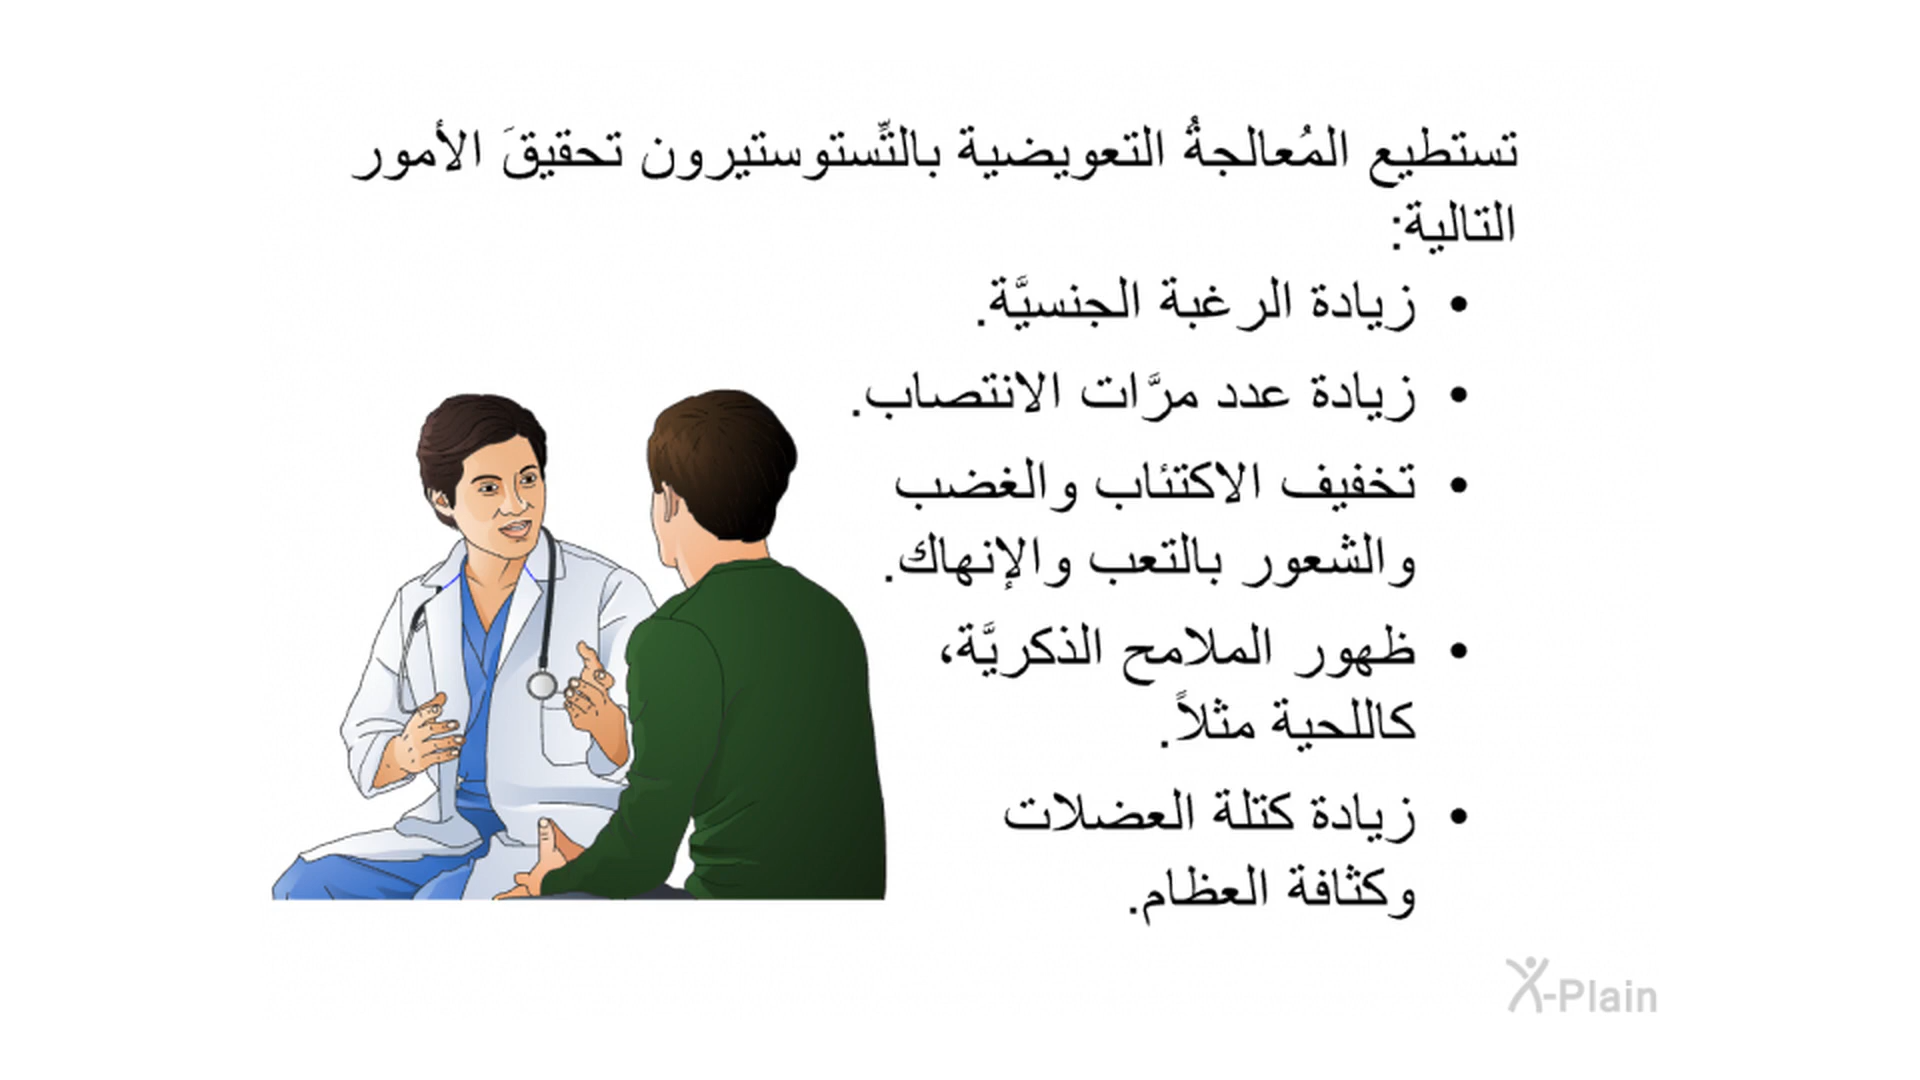 تستطيع المُعالجةُ التعويضية بالتِّستوستيرون تحقيقَ الأمور
التالية:
• زيادة الرغبة الجنسيَّة.
• زيادة عدد مرَّات الانتصاب.
• تخفيف الاكتئاب والغضب
والشعور بالتعب والإنهاك.
• ظهور الملامح الذكريَّة،
كاللحية مثلاً.
• زيادة كتلة العضلات
وكثافة العظام.
X-Plain